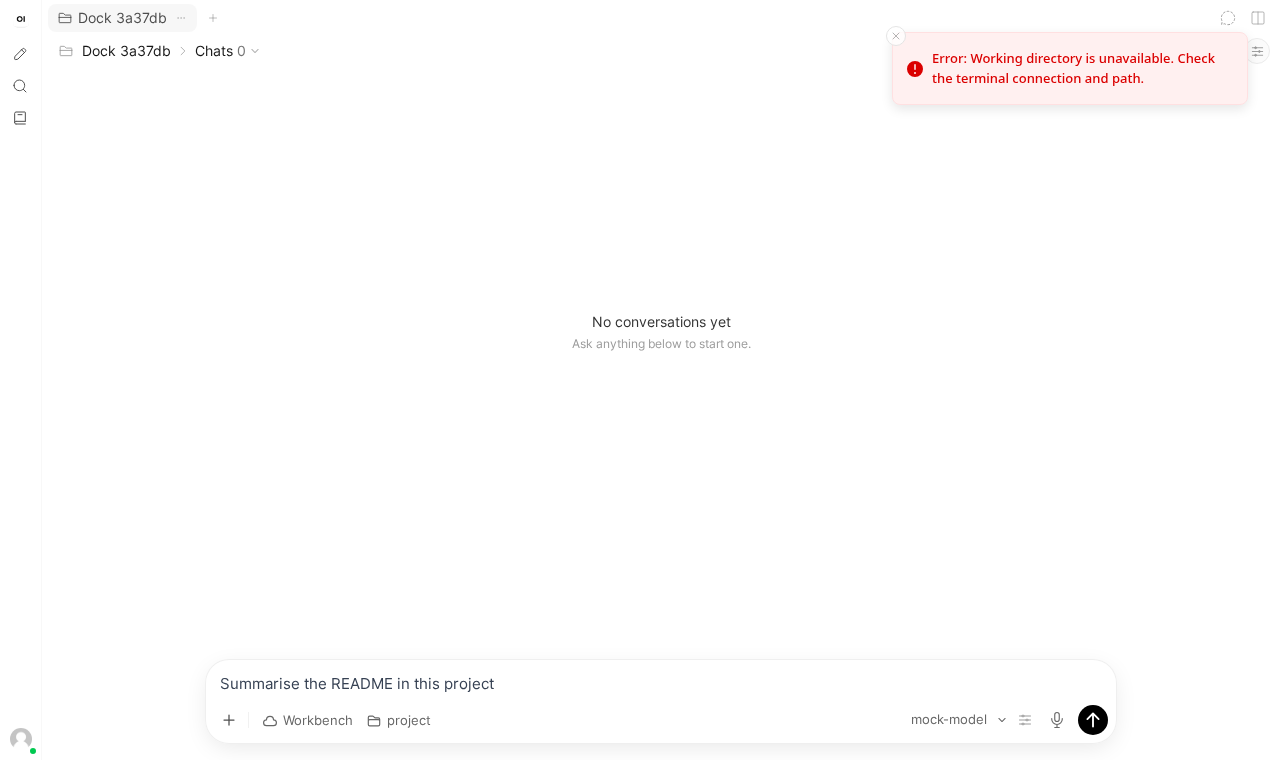 OI
Dock 3a37db
Dock 3a37db
Chats 0
Error: Working directory is unavailable. Check
the terminal connection and path.
No conversations yet
Ask anything below to start one.
Summarise the README in this project
Workbench
project
mock-model